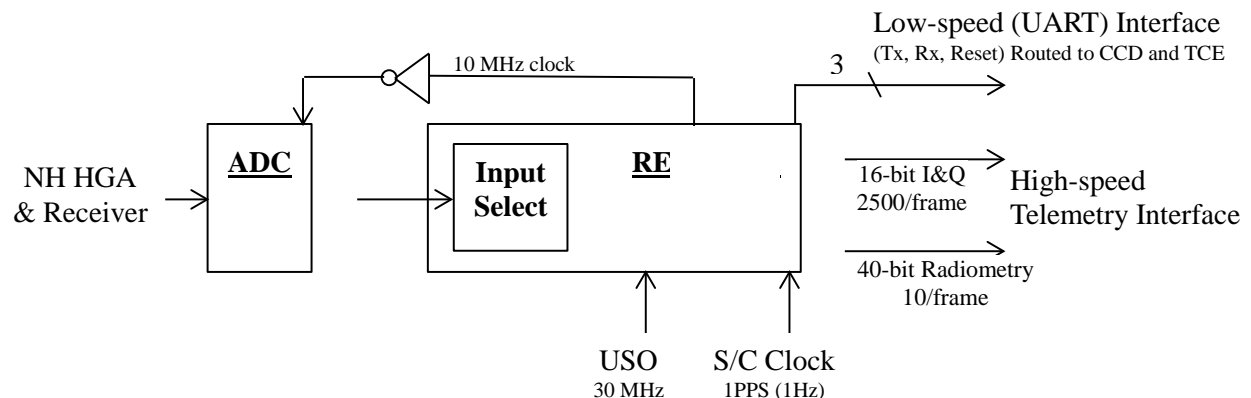 Low-speed (UART) Interface
(Tx, Rx, Reset) Routed to CCD and TCE
3
10 MHz clock
ADC
RE
Input
Select
NH HGA
& Receiver
16-bit I&Q
2500/frame
High-speed
Telemetry Interface
40-bit Radiometry
10/frame
USO
30 MHz
S/C Clock
1PPS (1Hz)